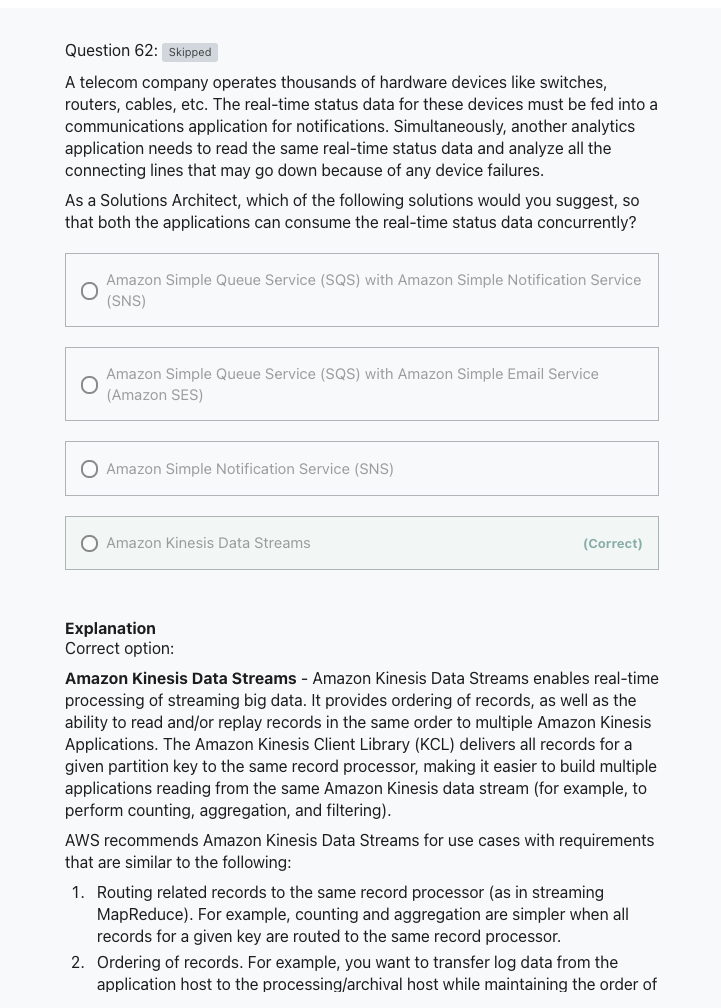 Question 62: Skipped
A telecom company operates thousands of hardware devices like switches,
routers, cables, etc. The real-time status data for these devices must be fed into a
communications application for notifications. Simultaneously, another analytics
application needs to read the same real-time status data and analyze all the
connecting lines that may go down because of any device failures.
As a Solutions Architect, which of the following solutions would you suggest, so
that both the applications can consume the real-time status data concurrently?
Amazon Simple Queue Service (SQS) with Amazon Simple Notification Service
(SNS)
Amazon Simple Queue Service (SQS) with Amazon Simple Email Service
(Amazon SES)
Amazon Simple Notification Service (SNS)
Amazon Kinesis Data Streams (Correct)
Explanation
Correct option:
Amazon Kinesis Data Streams - Amazon Kinesis Data Streams enables real-time
processing of streaming big data. It provides ordering of records, as well as the
ability to read and/or replay records in the same order to multiple Amazon Kinesis
Applications. The Amazon Kinesis Client Library (KCL) delivers all records for a
given partition key to the same record processor, making it easier to build multiple
applications reading from the same Amazon Kinesis data stream (for example, to
perform counting, aggregation, and filtering).
AWS recommends Amazon Kinesis Data Streams for use cases with requirements
that are similar to the following:
1. Routing related records to the same record processor (as in streaming
MapReduce). For example, counting and aggregation are simpler when all
records for a given key are routed to the same record processor.
2. Ordering of records. For example, you want to transfer log data from the
application host to the processing/archival host while maintaining the order of